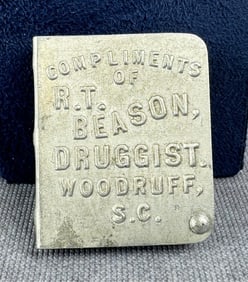 COMPLIMENTS
OF
R.T.
BEASON,
DRUGGIST.
WOODRUFF,
S.C.